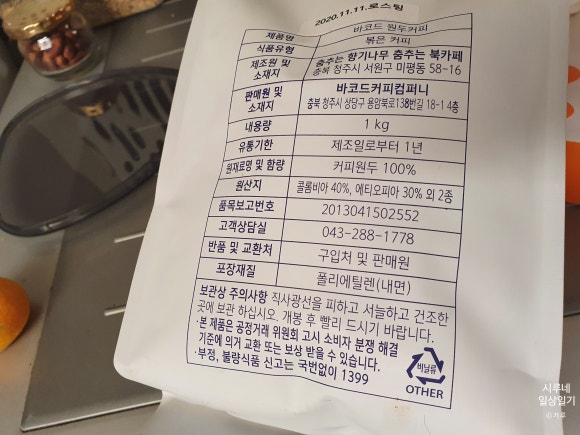 2020.11.11.로스팅
제품명 바코드 원두커피
식품유형 볶은 커피
제조원 및 소재지 춤추는 향기나무 춤추는 북카페
충북 청주시 서원구 미평동 58-16
판매원 및 소재지 바코드커피컴퍼니
충북 청주시 상당구 용암북로138번길 18-1 4층
내용량 1 kg
유통기한 제조일로부터 1년
원재료명 및 함량 커피원두 100%
원산지 콜롬비아 40%, 에티오피아 30% 외 2종
품목보고번호 2013041502552
고객상담실 043-288-1778
반품 및 교환처 구입처 및 판매원
포장재질 폴리에틸렌(내면)
보관상 주의사항 직사광선을 피하고 서늘하고 건조한
곳에 보관 하십시오. 개봉 후 빨리 드시기 바랍니다.
·본 제품은 공정거래 위원회 고시 소비자 분쟁 해결
기준에 의거 교환 또는 보상 받을 수 있습니다.
·부정, 불량식품 신고는 국번없이 1399
비닐류
OTHER
시루네
일상일기